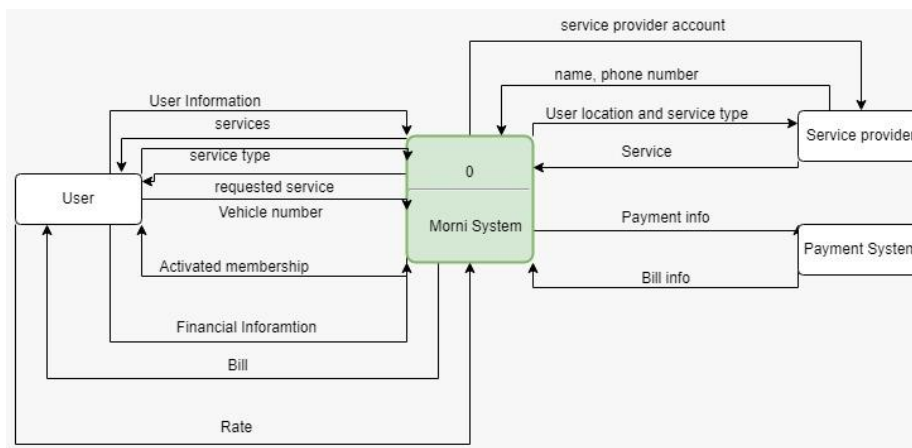 service provider account
name, phone number
User Information
User location and service type
services
Service provider
service type
Service
0
requested service
User
Vehicle number
Payment info
Morni System
Payment System
Activated membership
Bill info
Financial Inforamtion
Bill
Rate